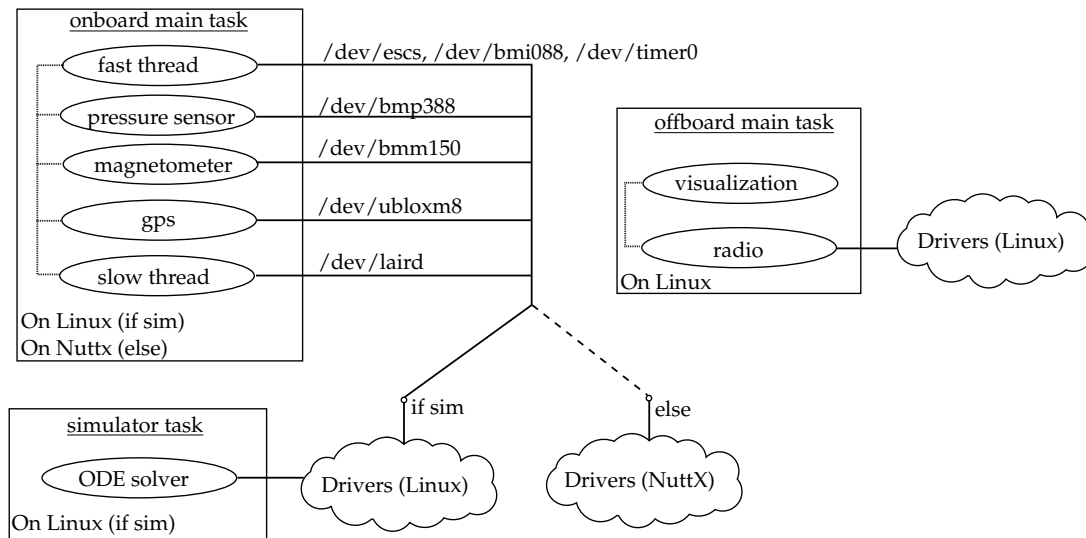 onboard main task
fast thread
/dev/escs, /dev/bmi088, /dev/timer0
pressure sensor
/dev/bmp388
magnetometer
/dev/bmm150
gps
/dev/ubloxm8
slow thread
/dev/laird
On Linux (if sim)
On Nuttx (else)
offboard main task
visualization
radio
Drivers (Linux)
On Linux
if sim
else
simulator task
ODE solver
Drivers (Linux)
Drivers (NuttX)
On Linux (if sim)